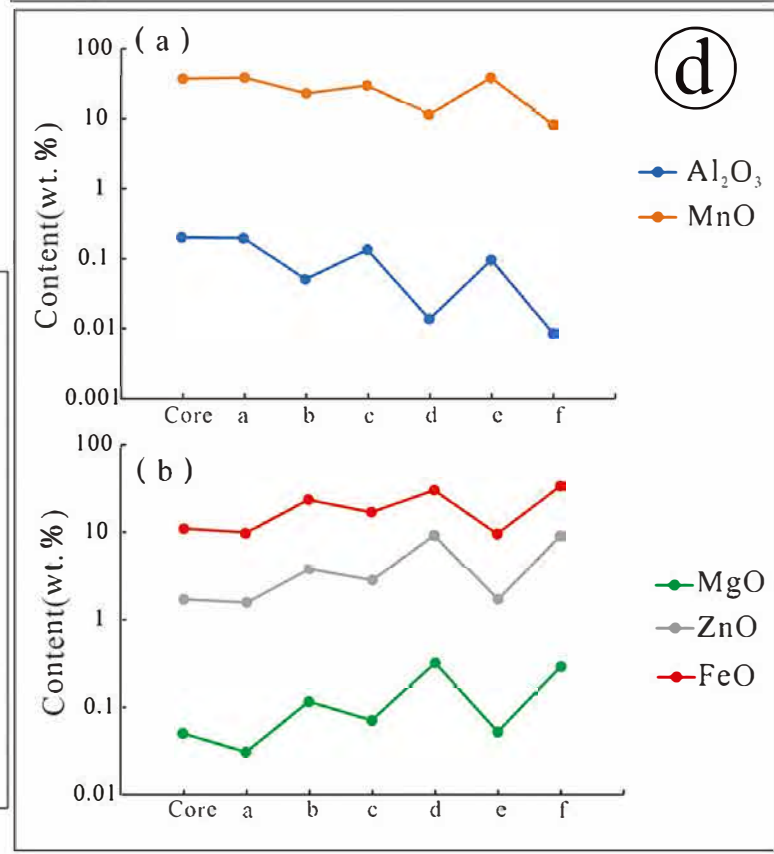 ( a )
d
100
10
1
0.1
0.01
0.001
Content(wt.%)
Core a b c d e f
Al₂O₃
MnO
( b )
100
10
1
0.1
0.01
Content(wt.%)
Core a b c d e f
MgO
ZnO
FeO